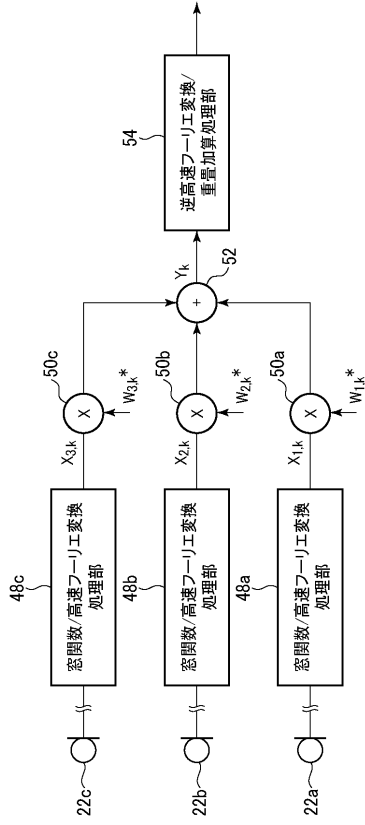 22c
48c
窓関数/高速フーリエ変換
処理部
X3,k
50c
W3,k*
22b
48b
窓関数/高速フーリエ変換
処理部
X2,k
50b
W2,k*
22a
48a
窓関数/高速フーリエ変換
処理部
X1,k
50a
W1,k*
X
X
X
+
52
Yk
54
逆高速フーリエ変換/
重畳加算処理部